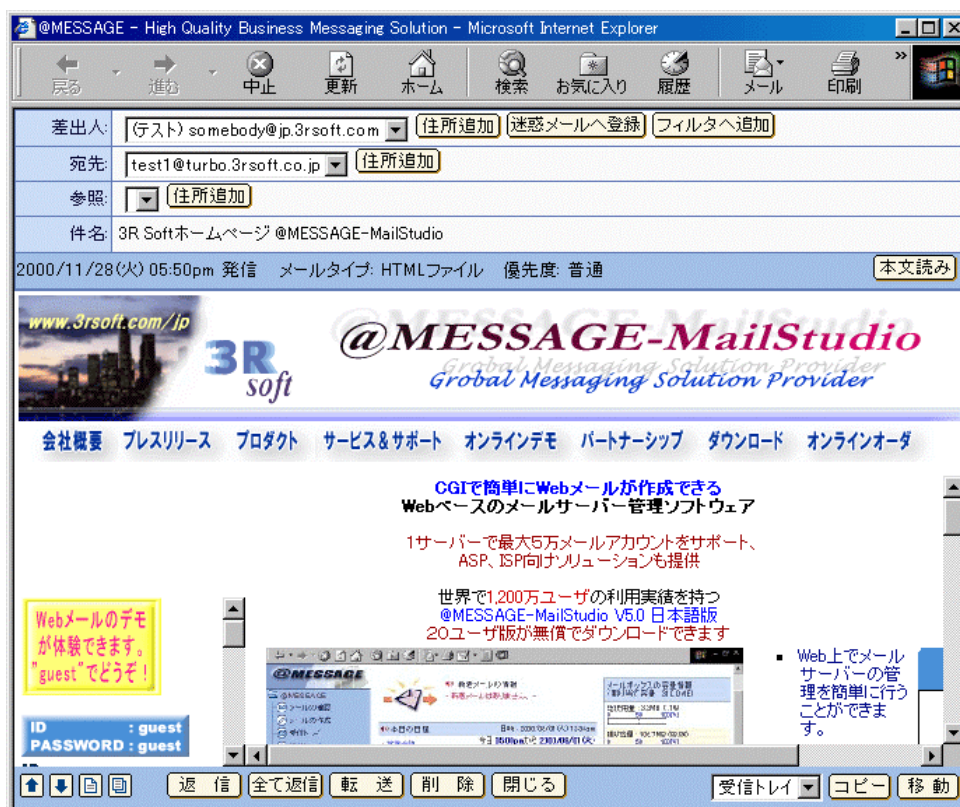 @MESSAGE - High Quality Business Messaging Solution - Microsoft Internet Explorer
戻る 進む 中止 更新 ホーム 検索 お気に入り 履歴 メール 印刷 »
差出人: (テスト) somebody@jp.3rsoft.com 住所追加 迷惑メールへ登録 フィルタへ追加
宛先: test1@turbo.3rsoft.co.jp 住所追加
参照: 住所追加
件名: 3R Softホームページ @MESSAGE-MailStudio
2000/11/28(火) 05:50pm 発信 メールタイプ: HTMLファイル 優先度: 普通 本文読み
www.3rsoft.com/jp
3R soft
@MESSAGE-MailStudio
Grobal Messaging Solution Provider
会社概要 プレスリリース プロダクト サービス&サポート オンラインデモ パートナーシップ ダウンロード オンラインオーダ
CGIで簡単にWebメールが作成できる
Webベースのメールサーバー管理ソフトウェア
1サーバーで最大5万メールアカウントをサポート、
ASP、ISP向けソリューションも提供
世界で1,200万ユーザの利用実績を持つ
@MESSAGE-MailStudio V5.0 日本語版
20ユーザ版が無償でダウンロードできます
Webメールのデモ
が体験できます。
"guest"でどうぞ!
ID : guest
PASSWORD : guest
@MESSAGE
@MESSAGE
メールの作成
本日の日程
Web上でメール
サーバーの管
理を簡単に行う
ことができま
す。
返 信 全て返信 転 送 削 除 閉じる 受信トレイ コピー 移 動